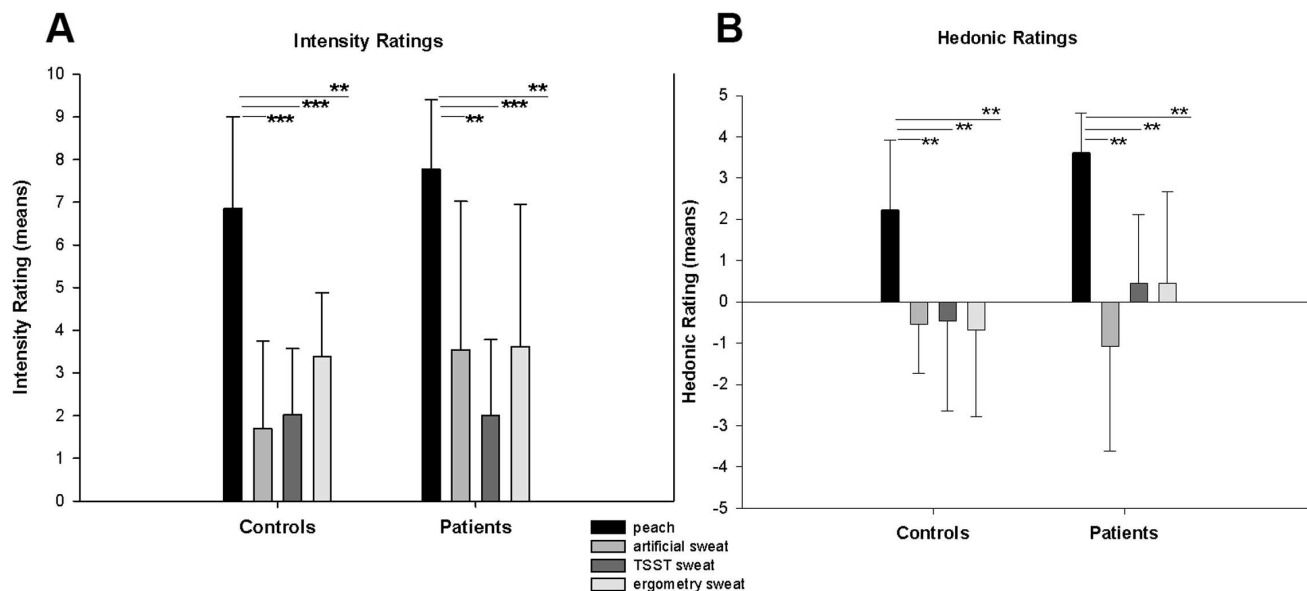 A
Intensity Ratings
10
9
8
7
6
5
4
3
2
1
0
Intensity Rating (means)
**
***
***
**
***
**
Controls
Patients
peach
artificial sweat
TSST sweat
ergometry sweat
B
Hedonic Ratings
5
4
3
2
1
0
-1
-2
-3
-4
-5
Hedonic Rating (means)
**
**
**
**
**
**
Controls
Patients